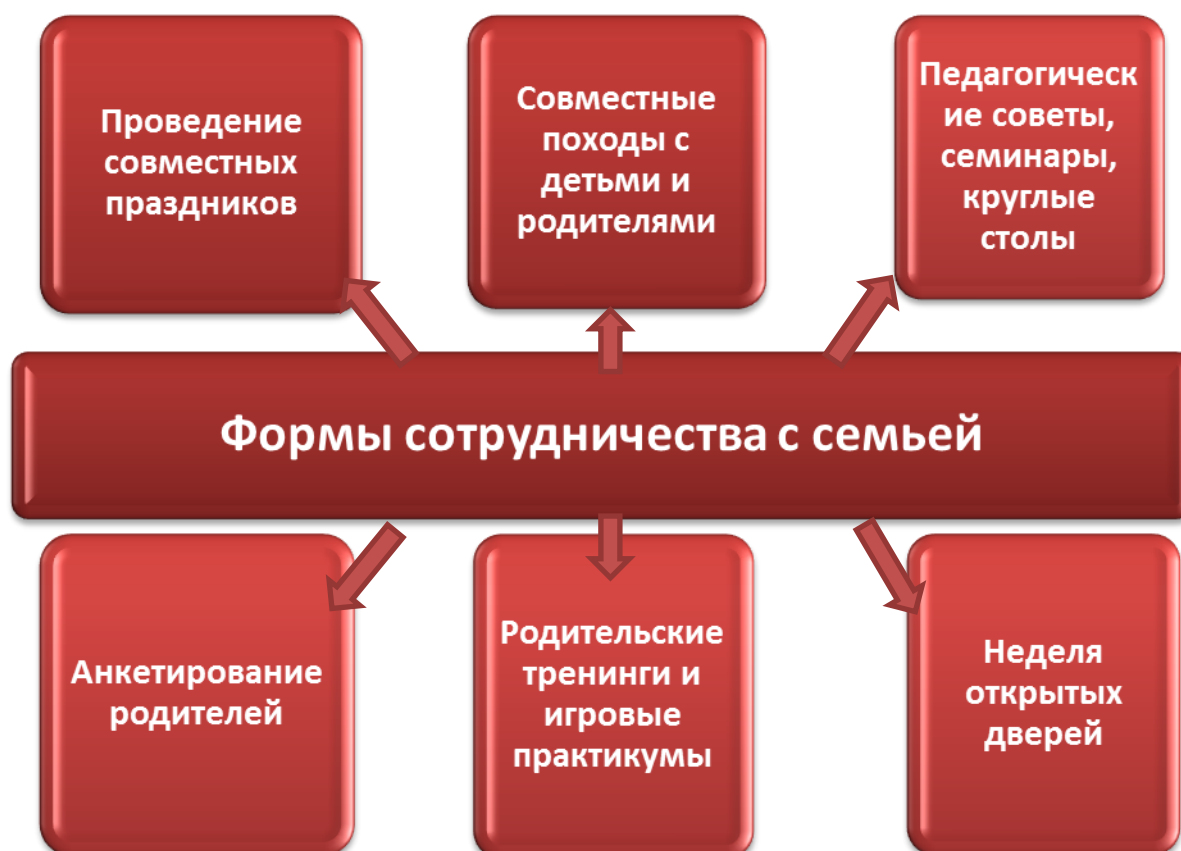 Проведение
совместных
праздников
Совместные
походы с
детьми и
родителями
Педагогическ
ие советы,
семинары,
круглые
столы
Формы сотрудничества с семьей
Анкетирование
родителей
Родительские
тренинги и
игровые
практикумы
Неделя
открытых
дверей